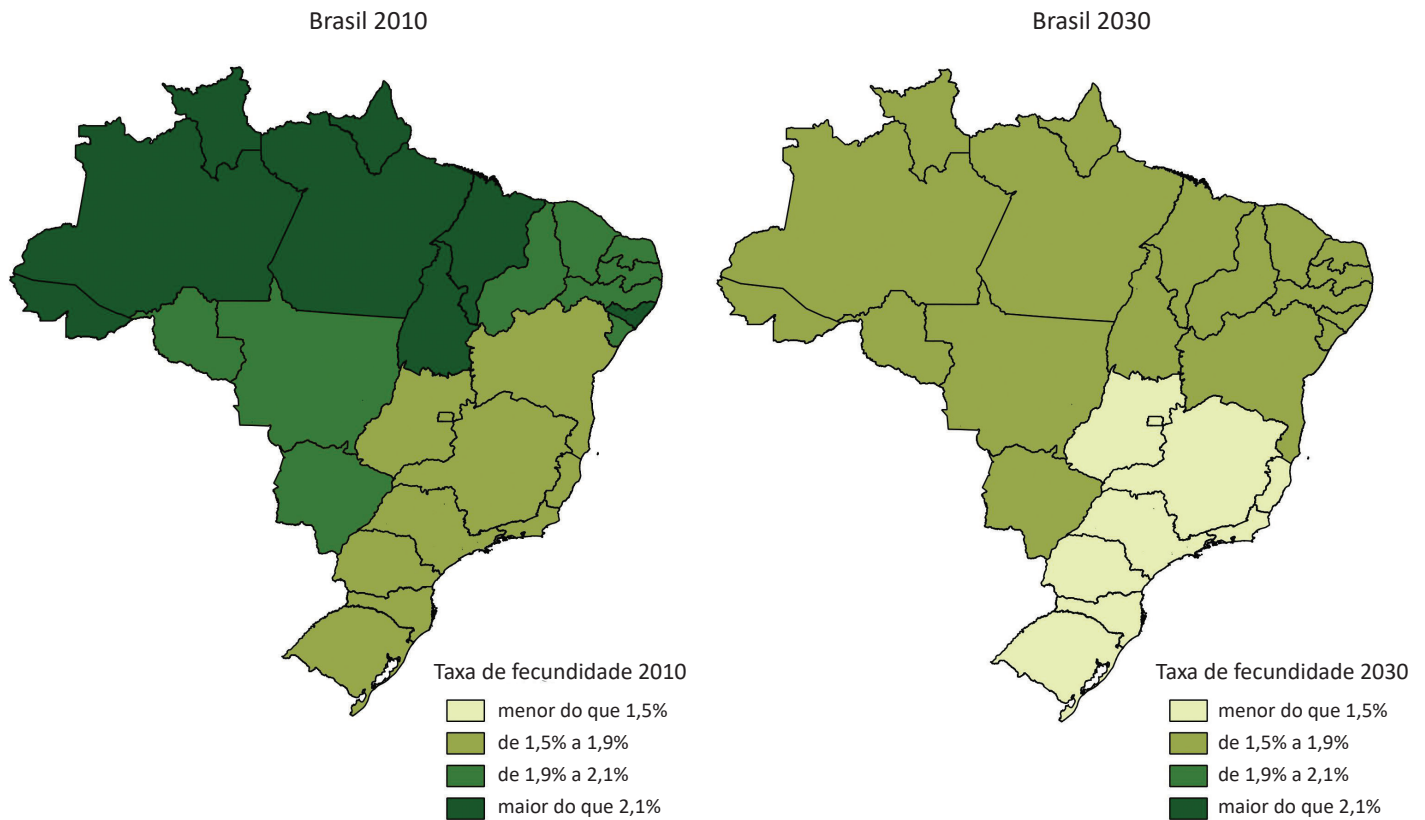 Brasil 2010
Brasil 2030
Taxa de fecundidade 2010
menor do que 1,5%
de 1,5% a 1,9%
de 1,9% a 2,1%
maior do que 2,1%
Taxa de fecundidade 2030
menor do que 1,5%
de 1,5% a 1,9%
de 1,9% a 2,1%
maior do que 2,1%